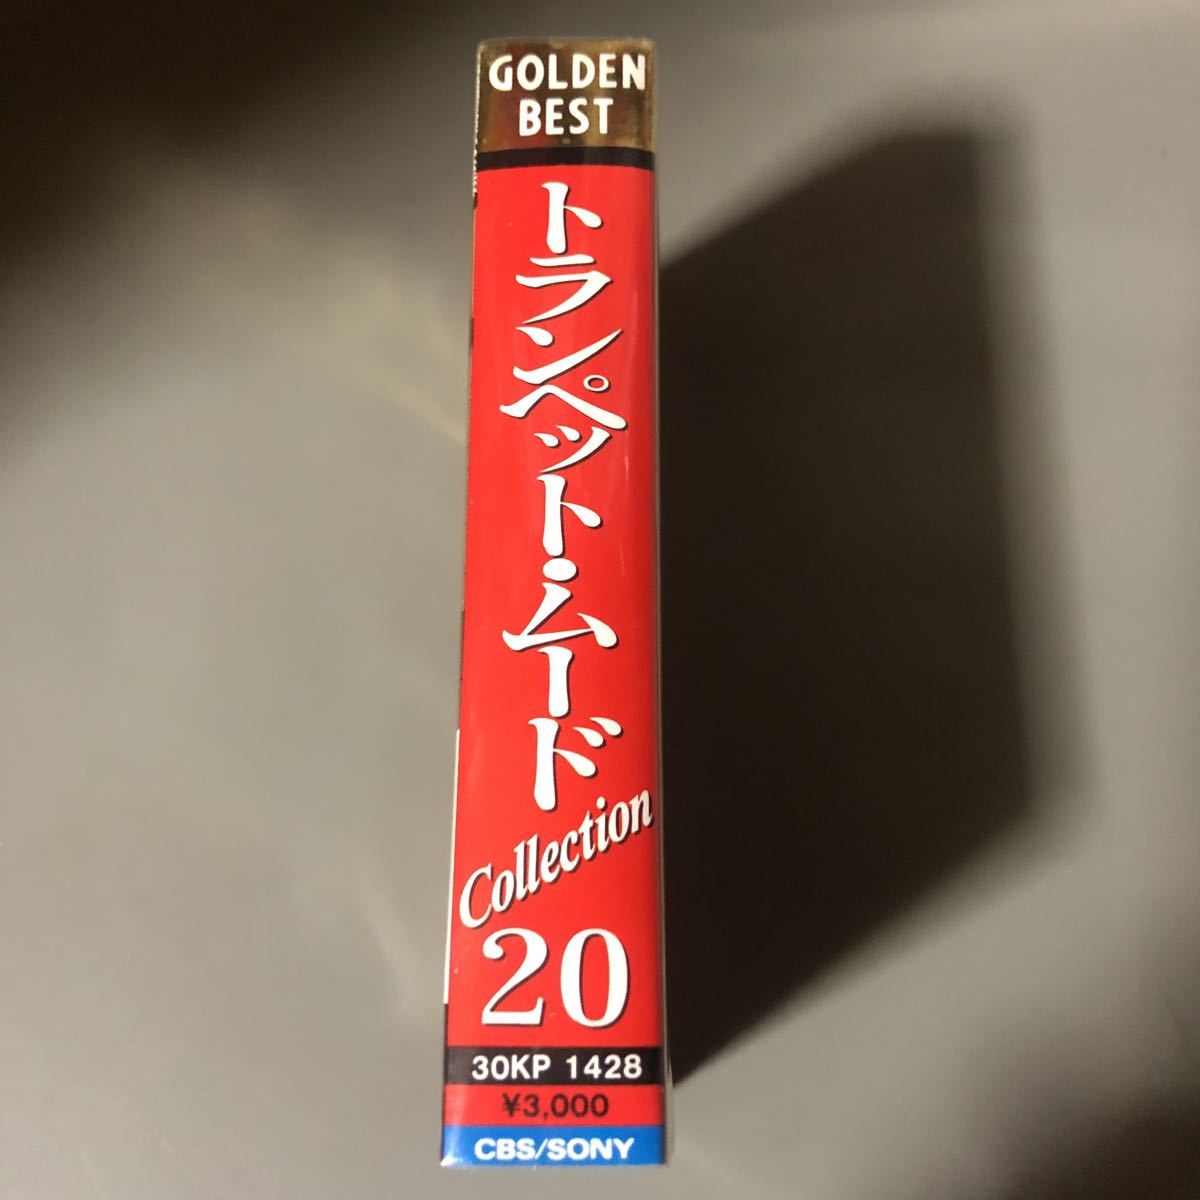 GOLDEN
BEST
トランペット・ムード
Collection
20
30KP 1428
¥3,000
CBS/SONY